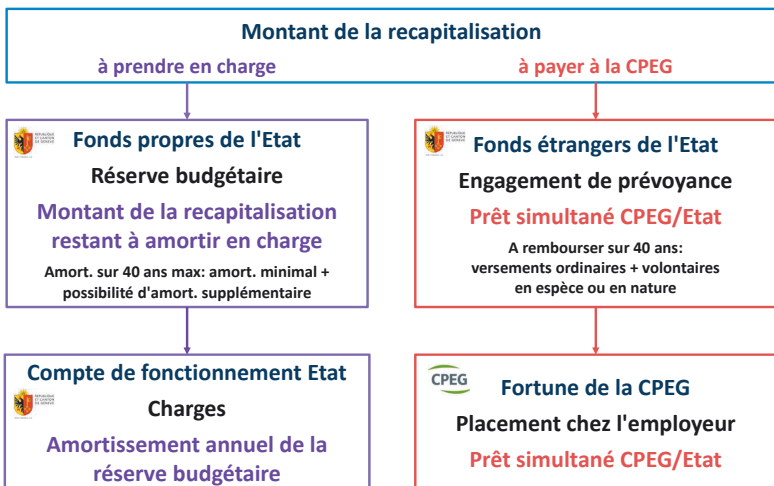 Montant de la recapitalisation
à prendre en charge
à payer à la CPEG
Fonds propres de l'Etat
Réserve budgétaire
Montant de la recapitalisation
restant à amortir en charge
Amort. sur 40 ans max: amort. minimal +
possibilité d'amort. supplémentaire
Fonds étrangers de l'Etat
Engagement de prévoyance
Prêt simultané CPEG/Etat
A rembourser sur 40 ans:
versements ordinaires + volontaires
en espèce ou en nature
Compte de fonctionnement Etat
Charges
Amortissement annuel de la
réserve budgétaire
CPEG
Fortune de la CPEG
Placement chez l'employeur
Prêt simultané CPEG/Etat